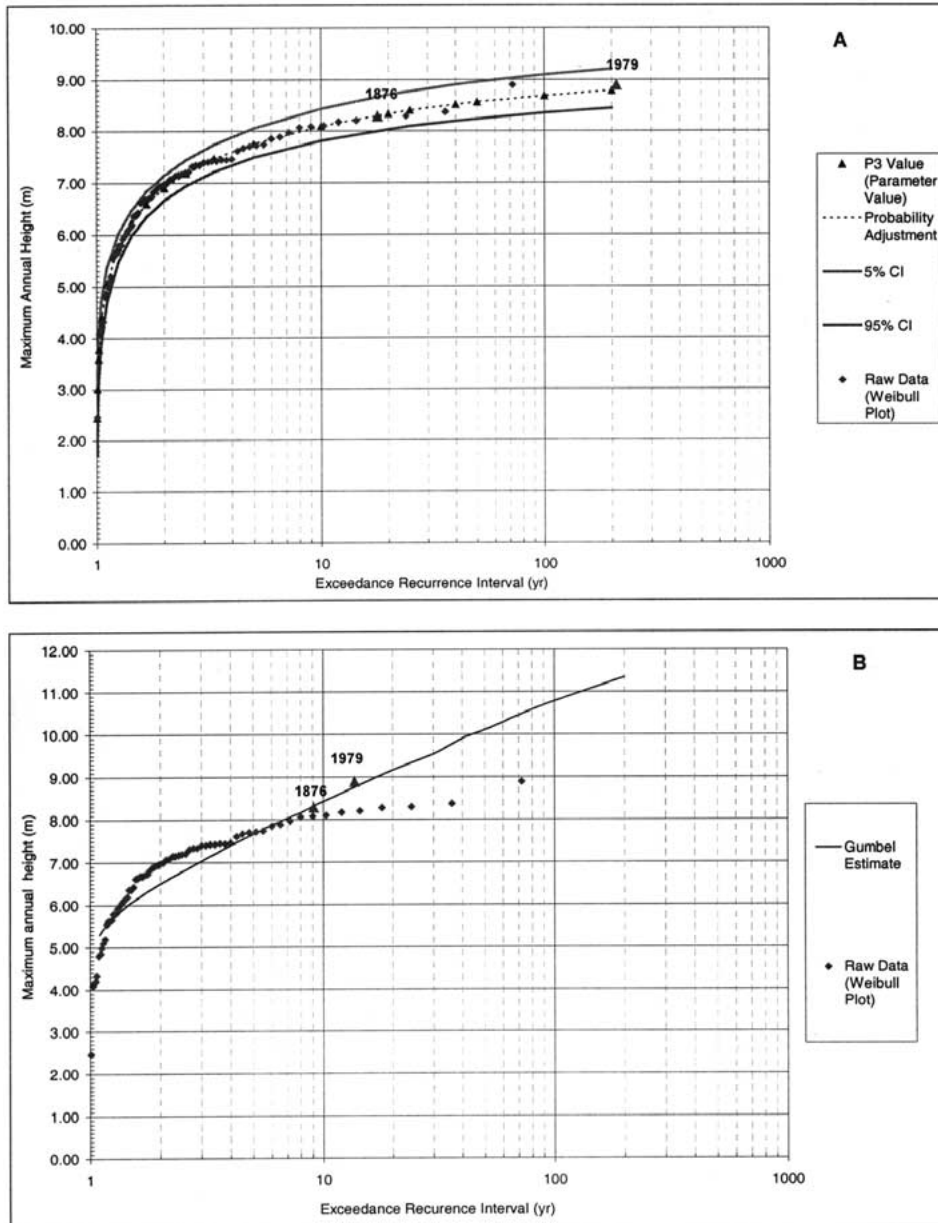 A
10.00
9.00
8.00
7.00
6.00
5.00
4.00
3.00
2.00
1.00
0.00
Maximum Annual Height (m)
1876
1979
1
10
100
1000
Exceedance Recurrence Interval (yr)
P3 Value
(Parameter
Value)
Probability
Adjustment
5% CI
95% CI
Raw Data
(Weibull
Plot)
B
12.00
11.00
10.00
9.00
8.00
7.00
6.00
5.00
4.00
3.00
2.00
1.00
0.00
Maximum annual height (m)
1979
1876
1
10
100
1000
Exceedance Recurence Interval (yr)
Gumbel
Estimate
Raw Data
(Weibull
Plot)